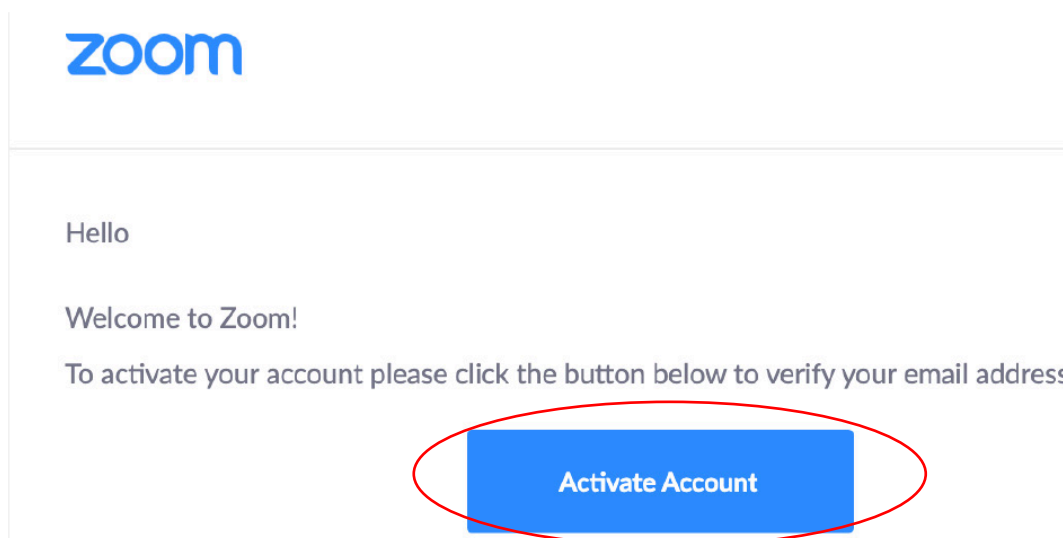 zoom
Hello
Welcome to Zoom!
To activate your account please click the button below to verify your email address
Activate Account